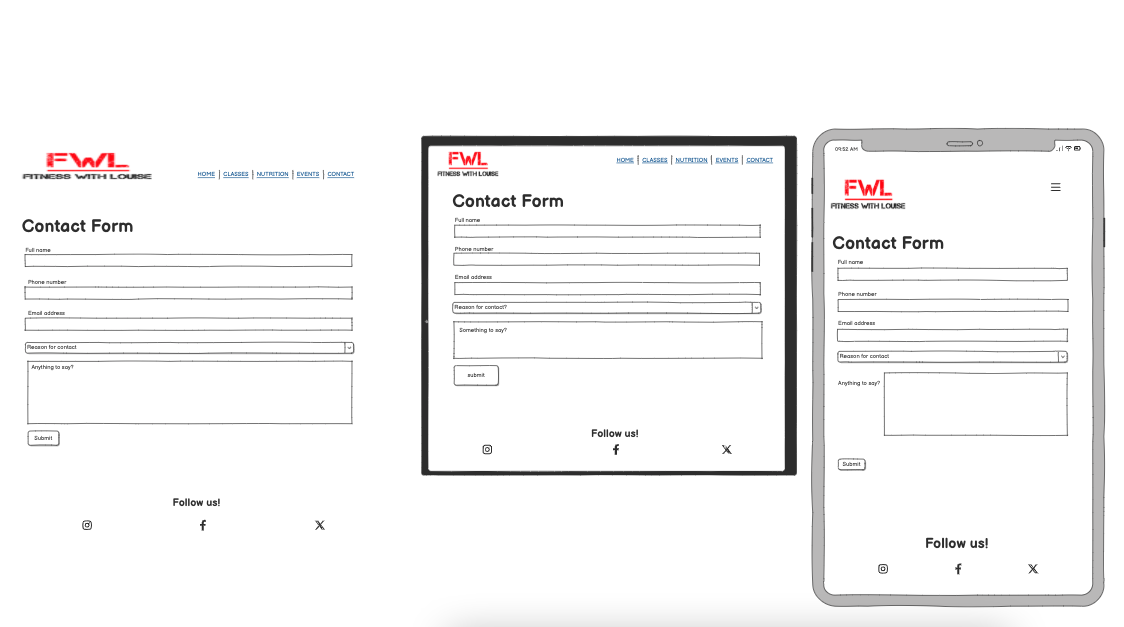 FWL
FITNESS WITH LOUISE
HOME | CLASSES | NUTRITION | EVENTS | CONTACT
Contact Form
Full name
Phone number
Email address
Reason for contact
Anything to say?
Submit
Follow us!
FWL
FITNESS WITH LOUISE
HOME | CLASSES | NUTRITION | EVENTS | CONTACT
Contact Form
Full name
Phone number
Email address
Reason for contact?
Something to say?
submit
Follow us!
09:52 AM
FWL
FITNESS WITH LOUISE
Contact Form
Full name
Phone number
Email address
Reason for contact
Anything to say?
Submit
Follow us!